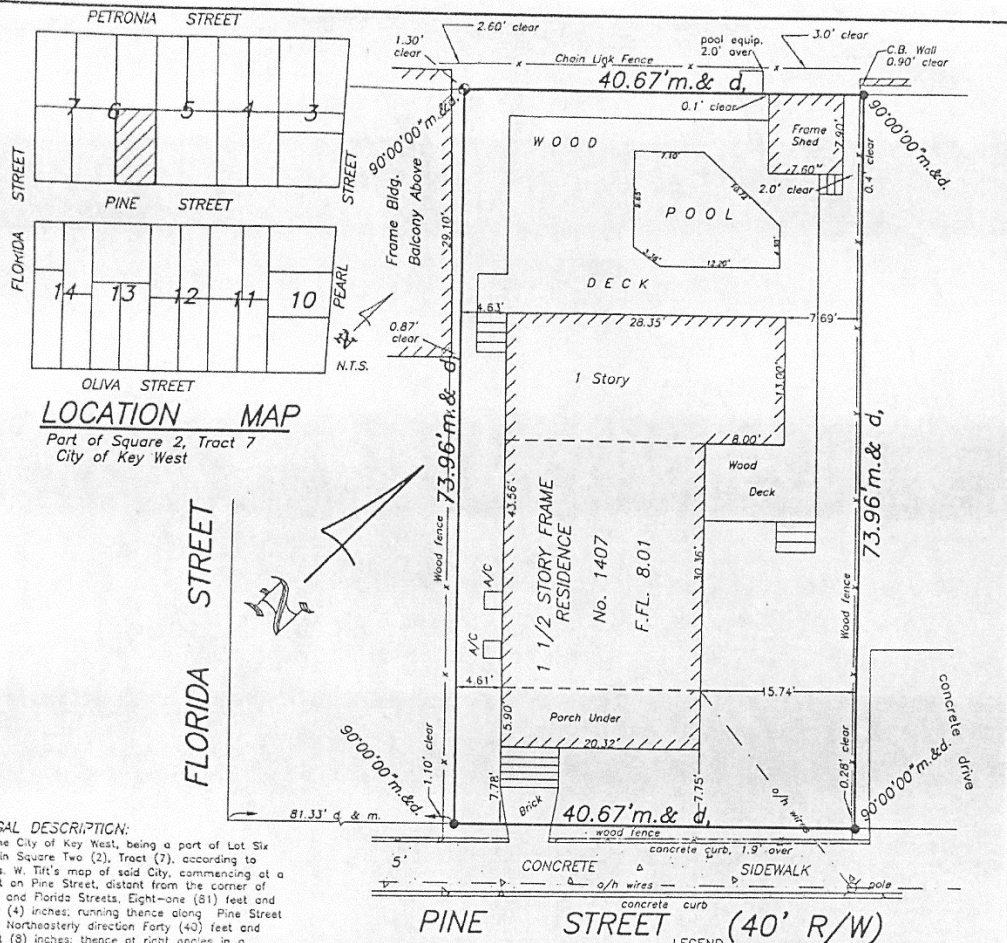 PETRONIA STREET
7 6 5 4 3
FLORIDA STREET
PINE STREET
PEARL STREET
14 13 12 11 10
N.T.S.
OLIVA STREET
LOCATION MAP
Part of Square 2, Tract 7
City of Key West
1.30' clear
2.60' clear
Chain Link Fence
40.67'm.& d.
pool equip.
2.0' over
3.0' clear
C.B. Wall
0.90' clear
0.1' clear
90°00'00"m.&d.
90°00'00"m.&d.
Frame Bldg.
Balcony Above
29.10'
WOOD
Frame
Shed
7.90'
7.60'
2.0' clear
0.4' clear
7.10'
POOL
12.20'
DECK
0.87'
clear
4.63'
28.35'
7.69'
1 Story
13.00'
8.00'
73.96'm.& d.
73.96'm.& d.
Wood fence
Wood fence
43.56'
Wood
Deck
1 1/2 STORY FRAME
RESIDENCE
No. 1407
F.FL. 8.01
30.36'
A/C
A/C
4.61'
15.74'
5.90'
Porch Under
20.32'
FLORIDA STREET
N
90°00'00"m.&d.
1.10' clear
7.78'
Brick
7.75'
o/h wires
0.28' clear
90°00'00"m.&d.
concrete drive
81.33' d & m.
40.67'm.& d.
wood fence
concrete curb, 1.9' over
5'
CONCRETE SIDEWALK
o/h wires
pole
concrete curb
PINE STREET (40' R/W)
LEGEND
GAL DESCRIPTION:
he City of Key West, being a part of Lot Six
in Square Two (2), Tract (7), according to
s. W. Tift's map of said City, commencing at a
on Pine Street, distant from the corner of
and Florida Streets, Eight-one (81) feet and
(4) inches; running thence along Pine Street
Northeasterly direction Forty (40) feet and
(8) inches; thence at right angles in a